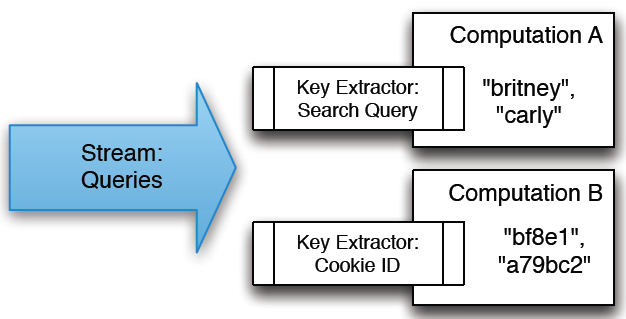 Stream:
Queries
Computation A
Key Extractor:
Search Query
"britney",
"carly"
Computation B
Key Extractor:
Cookie ID
"bf8e1",
"a79bc2"